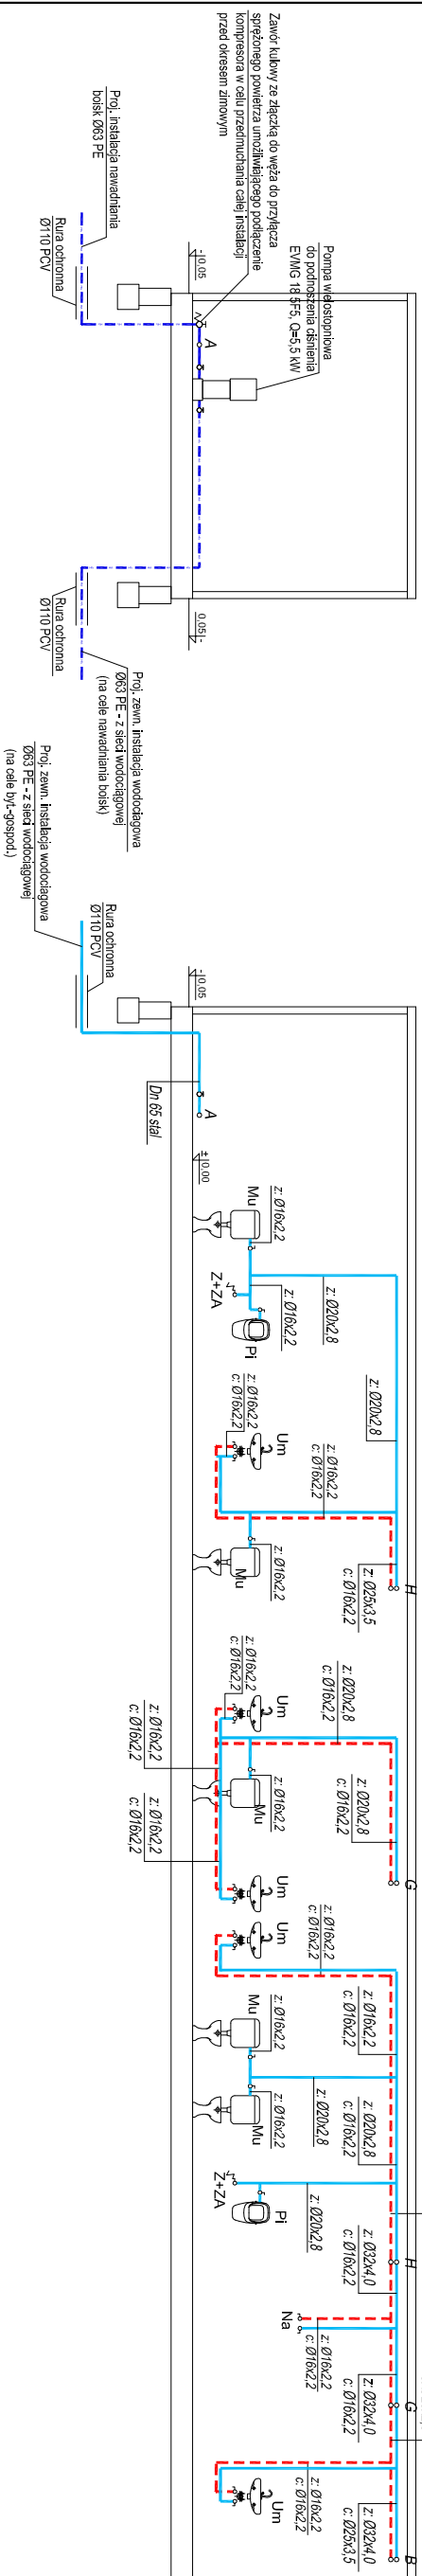 Zawór kulowy ze złączką do węża do przyłącza
sprężonego powietrza umożliwiającego podłączenie
kompresora w celu przedmuchania całej instalacji
przed okresem zimowym
Pompa wielostopniowa
do podnoszenia ciśnienia
EVMG 18 5F5, Q=5,5 kW
Proj. instalacja nawadniania
boisk Ø63 PE
Rura ochronna
Ø110 PCV
-0,05
A
0,05-
Rura ochronna
Ø110 PCV
Proj. zewn. instalacja wodociągowa
Ø63 PE - z sieci wodociągowej
(na cele nawadniania boisk)
Proj. zewn. instalacja wodociągowa
Ø63 PE - z sieci wodociągowej
(na cele byt.-gospod.)
Rura ochronna
Ø110 PCV
-0,05
A
Dn 65 stal
±0,00
Mu
z: Ø16x2,2
Z+ZA
z: Ø16x2,2
Pi
z: Ø20x2,8
z: Ø20x2,8
z: Ø16x2,2
c: Ø16x2,2
Um
z: Ø16x2,2
c: Ø16x2,2
Mu
z: Ø16x2,2
z: Ø25x3,5
c: Ø16x2,2
H
z: Ø16x2,2
c: Ø16x2,2
Um
z: Ø16x2,2
c: Ø16x2,2
z: Ø20x2,8
c: Ø16x2,2
Mu
z: Ø16x2,2
z: Ø16x2,2
c: Ø16x2,2
z: Ø20x2,8
c: Ø16x2,2
G
Um
Um
z: Ø16x2,2
c: Ø16x2,2
z: Ø16x2,2
c: Ø16x2,2
Mu
z: Ø16x2,2
Mu
z: Ø16x2,2
z: Ø20x2,8
z: Ø20x2,8
c: Ø16x2,2
Z+ZA
Pi
z: Ø20x2,8
z: Ø32x4,0
c: Ø16x2,2
H
Na
z: Ø16x2,2
c: Ø16x2,2
z: Ø32x4,0
c: Ø16x2,2
G
z: Ø16x2,2
c: Ø16x2,2
Um
z: Ø32x4,0
c: Ø25x3,5
B